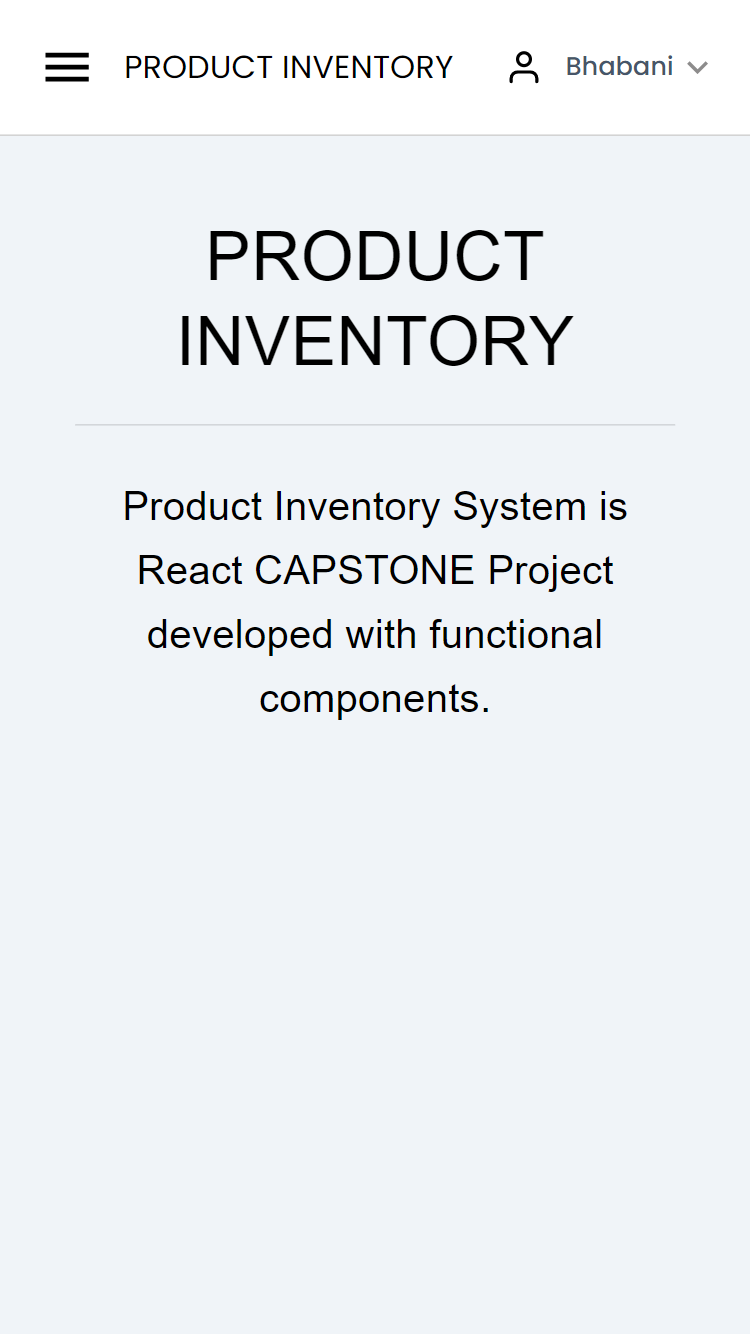 PRODUCT INVENTORY
Bhabani
PRODUCT
INVENTORY
Product Inventory System is
React CAPSTONE Project
developed with functional
components.